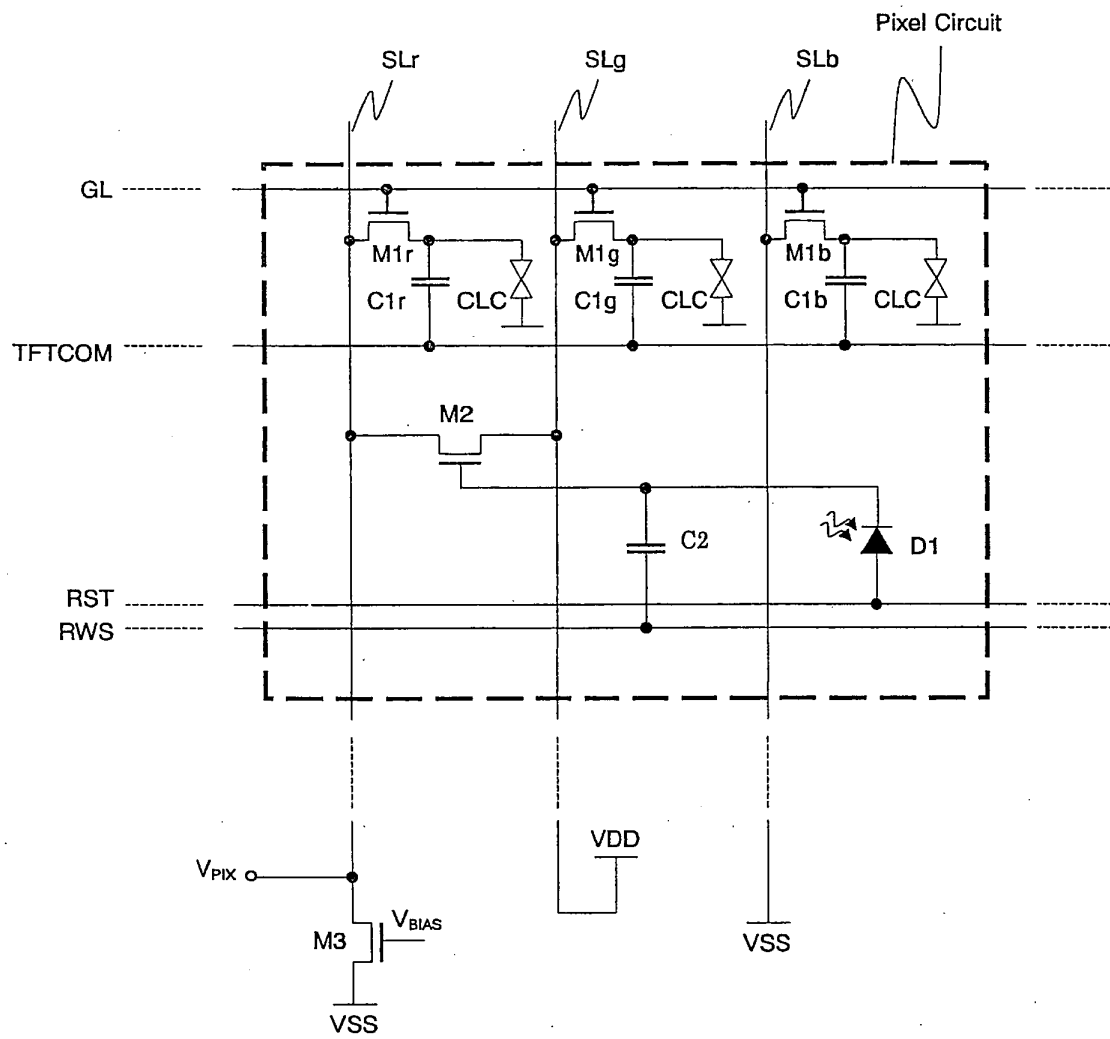 Pixel Circuit
SLr SLg SLb
GL
M1r M1g M1b
C1r CLC C1g CLC C1b CLC
TFTCOM
M2
C2 D1
RST
RWS
VDD
VPIX
VBIAS
M3
VSS
VSS